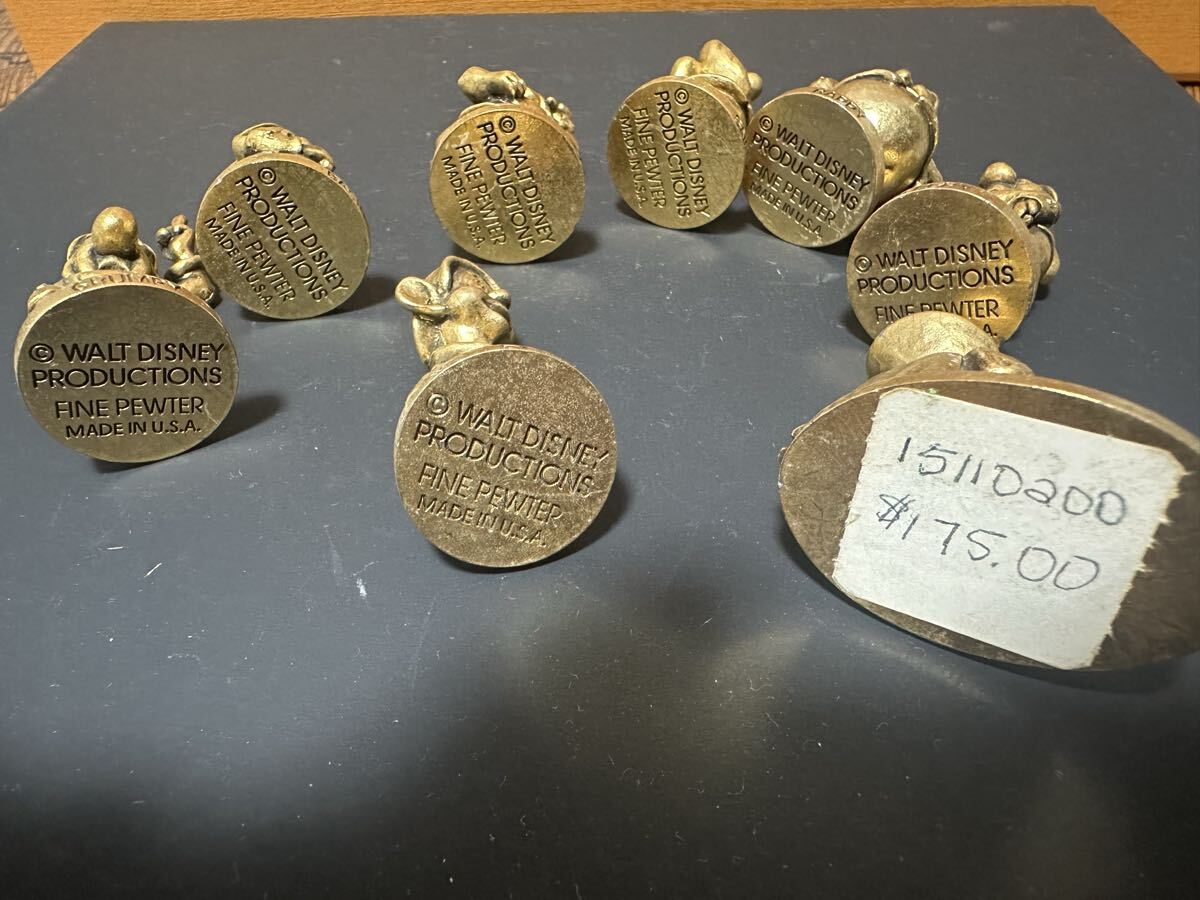 © WALT DISNEY
PRODUCTIONS
FINE PEWTER
MADE IN U.S.A.
© WALT DISNEY
PRODUCTIONS
FINE PEWTER
MADE IN U.S.A.
© WALT DISNEY
PRODUCTIONS
FINE PEWTER
MADE IN U.S.A.
© WALT DISNEY
PRODUCTIONS
FINE PEWTER
MADE IN U.S.A.
HAPPY
© WALT DISNEY
PRODUCTIONS
FINE PEWTER
MADE IN U.S.A.
© WALT DISNEY
PRODUCTIONS
FINE PEWTER
A.
© WALT DISNEY
PRODUCTIONS
FINE PEWTER
MADE IN U.S.A.
15110200
$175.00